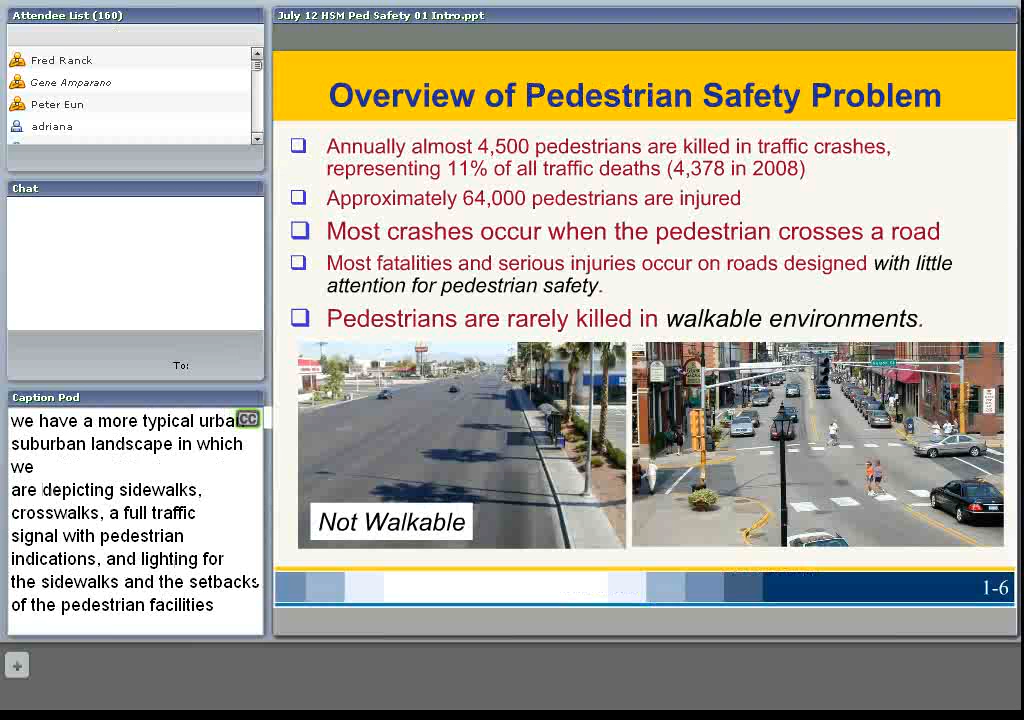 Attendee List (160)
Fred Ranck
Gene Amparano
Peter Eun
adriana
Chat
To:
Caption Pod
we have a more typical urba
CC
suburban landscape in which
we
are depicting sidewalks,
crosswalks, a full traffic
signal with pedestrian
indications, and lighting for
the sidewalks and the setbacks
of the pedestrian facilities
July 12 HSM Ped Safety 01 Intro.ppt
Overview of Pedestrian Safety Problem
Annually almost 4,500 pedestrians are killed in traffic crashes,
representing 11% of all traffic deaths (4,378 in 2008)
Approximately 64,000 pedestrians are injured
Most crashes occur when the pedestrian crosses a road
Most fatalities and serious injuries occur on roads designed with little
attention for pedestrian safety.
Pedestrians are rarely killed in walkable environments.
Not Walkable
1-6